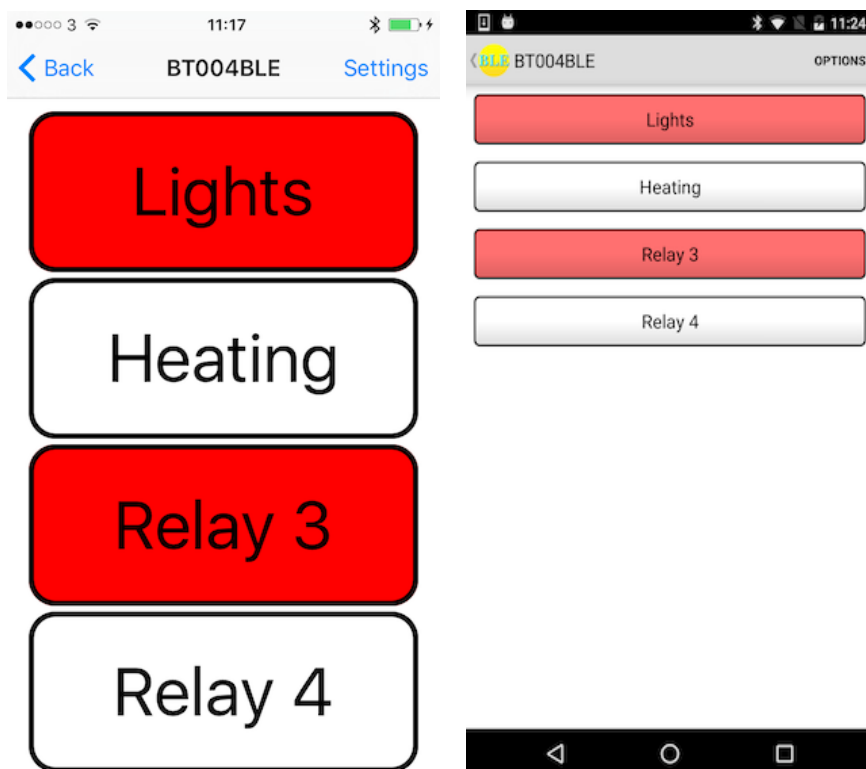 3 11:17
Back BT004BLE Settings
Lights
Heating
Relay 3
Relay 4
11:24
BLE BT004BLE OPTIONS
Lights
Heating
Relay 3
Relay 4